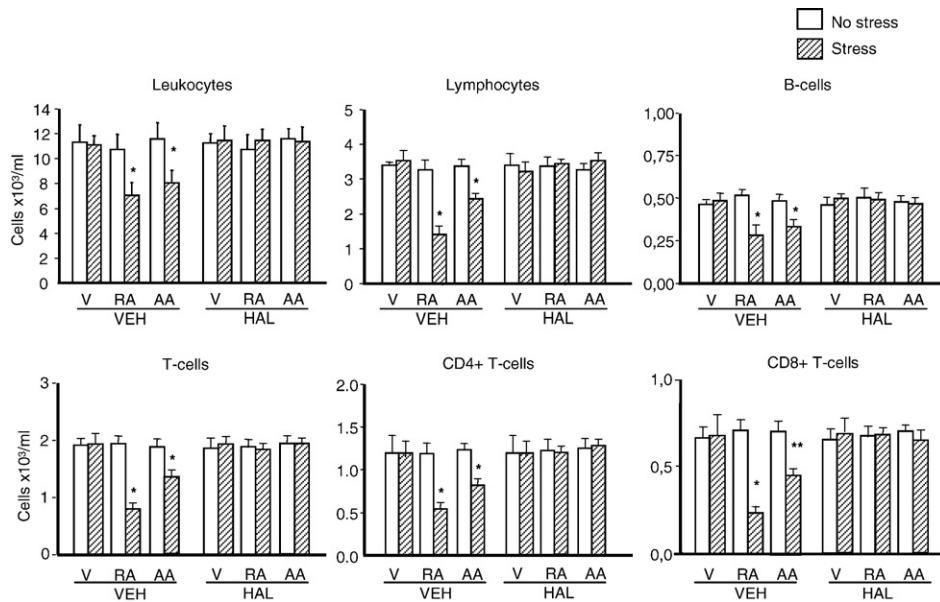 No stress
Stress
Leukocytes
Cells x10³/ml
14
12
10
8
6
4
2
0
*
*
V RA AA V RA AA
VEH HAL
Lymphocytes
5
4
3
2
1
0
*
*
V RA AA V RA AA
VEH HAL
B-cells
1,00
0,75
0,50
0,25
0,00
*
*
V RA AA V RA AA
VEH HAL
T-cells
Cells x10³/ml
3
2
1
0
*
*
V RA AA V RA AA
VEH HAL
CD4+ T-cells
2.0
1.5
1.0
0.5
0.0
*
*
V RA AA V RA AA
VEH HAL
CD8+ T-cells
1,0
0,5
0,0
*
**
V RA AA V RA AA
VEH HAL